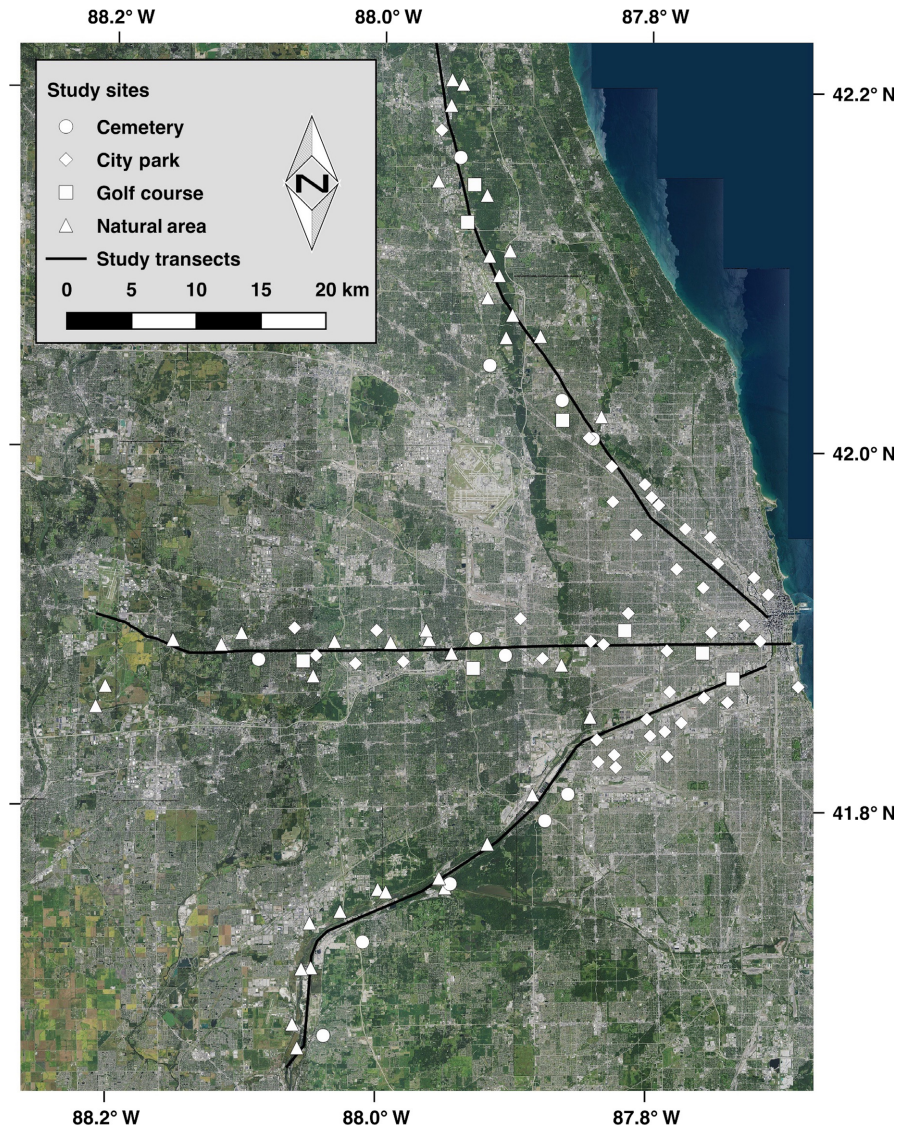 88.2° W 88.0° W 87.8° W
Study sites
Cemetery
City park
Golf course
Natural area
Study transects
0 5 10 15 20 km
N
42.2° N
42.0° N
41.8° N
88.2° W 88.0° W 87.8° W